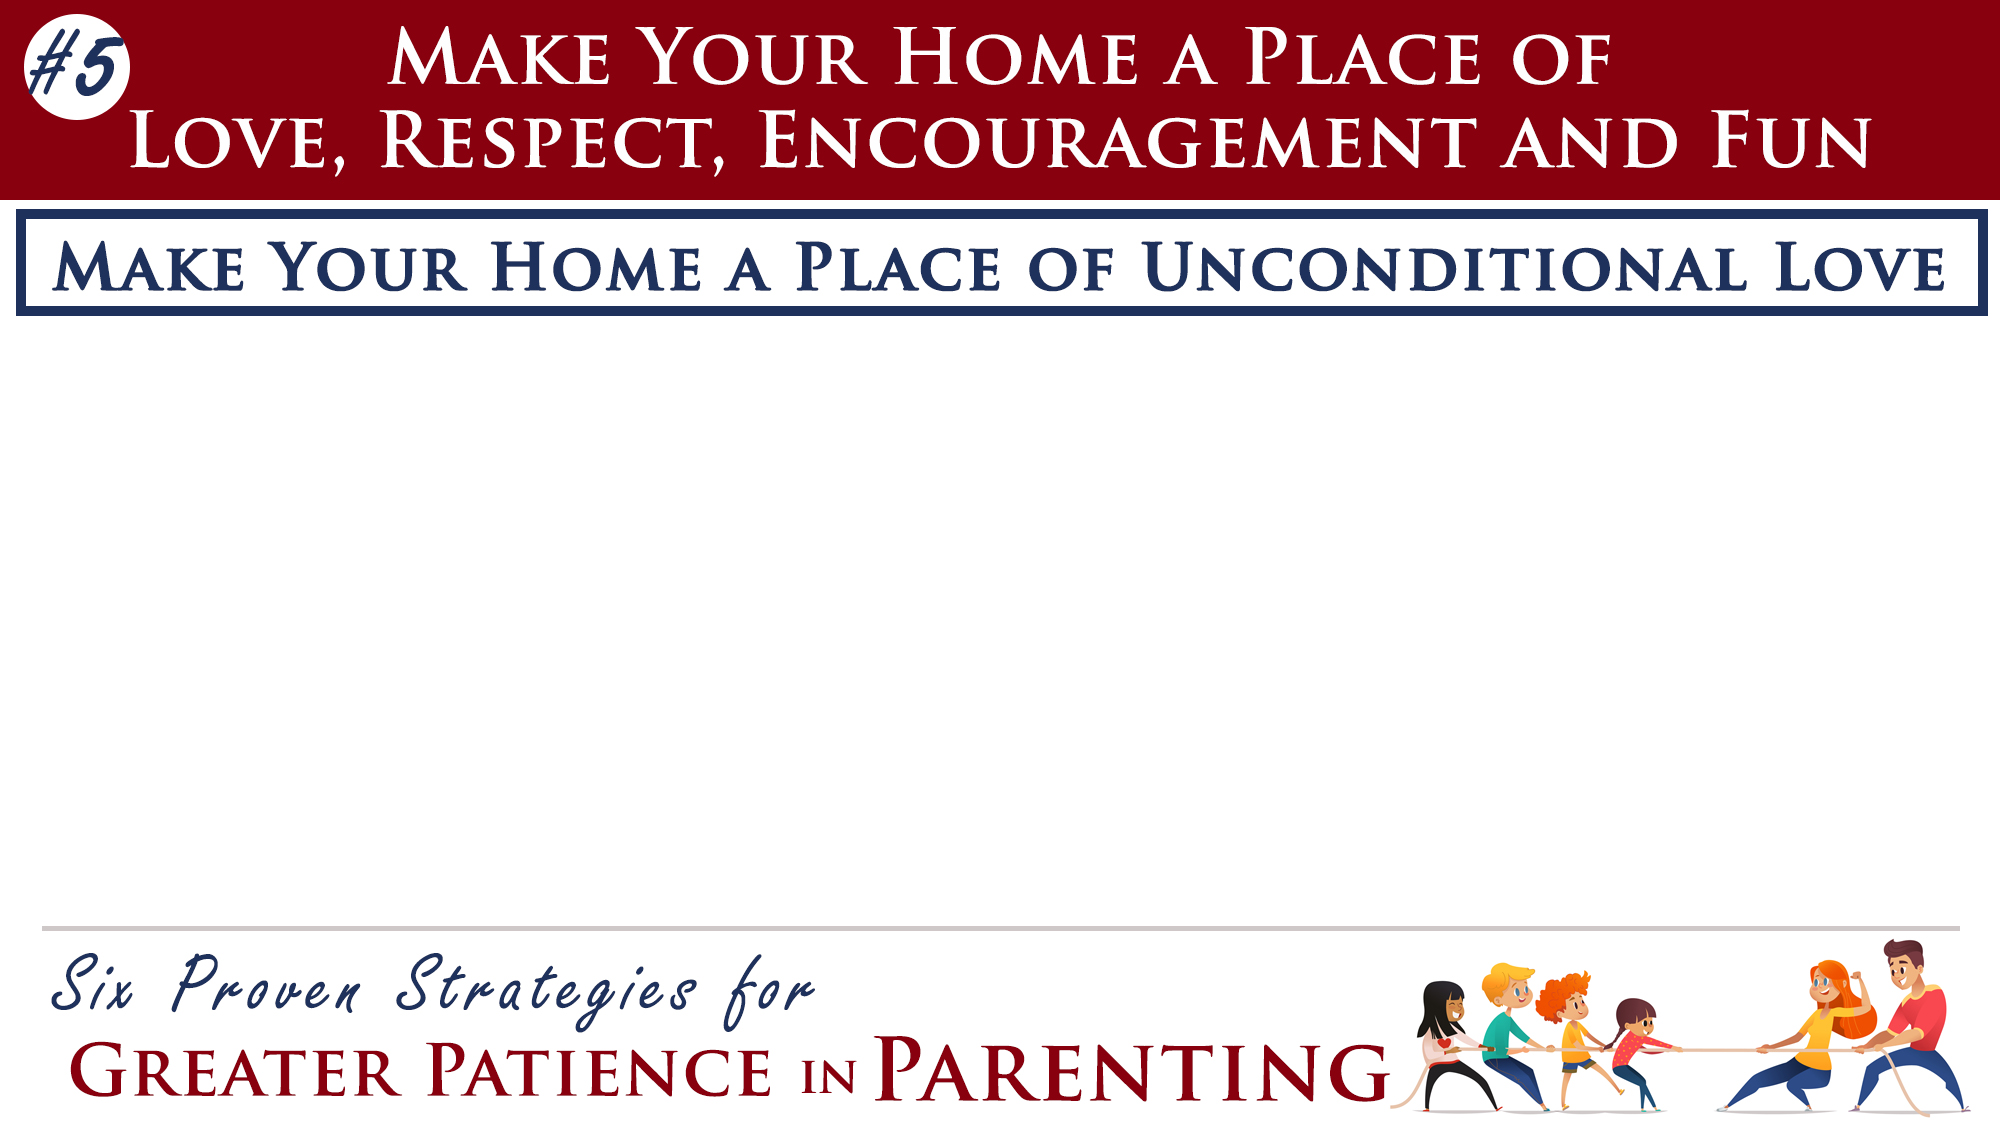 #5
Make Your Home a Place of
Love, Respect, Encouragement and Fun
Make Your Home a Place of Unconditional Love
Six Proven Strategies for
Greater Patience in Parenting